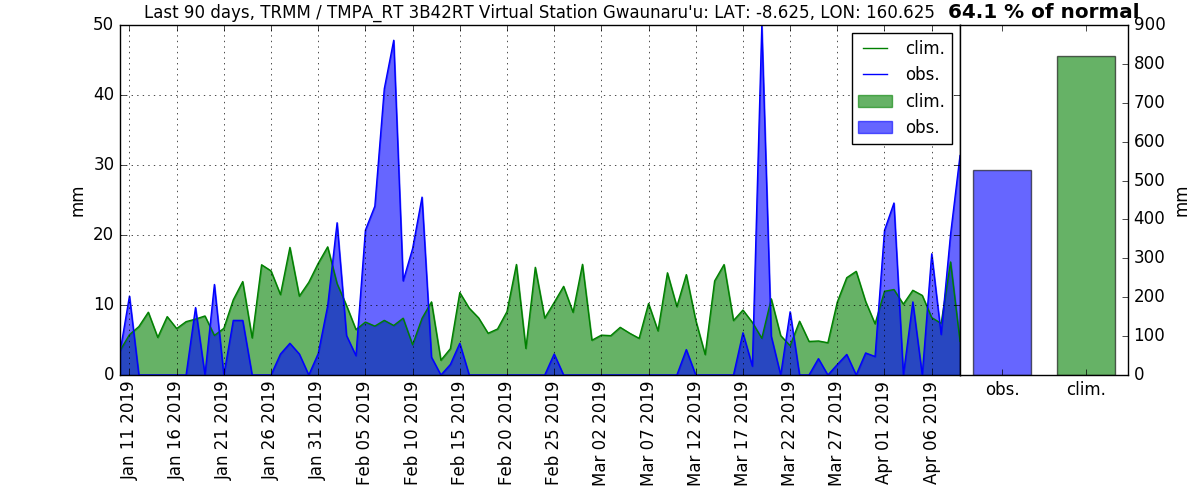 Last 90 days, TRMM / TMPA_RT 3B42RT Virtual Station Gwaunaru'u: LAT: -8.625, LON: 160.625 64.1 % of normal
50
40
30
20
10
0
mm
clim.
obs.
clim.
obs.
900
800
700
600
500
400
300
200
100
0
mm
Jan 11 2019
Jan 16 2019
Jan 21 2019
Jan 26 2019
Jan 31 2019
Feb 05 2019
Feb 10 2019
Feb 15 2019
Feb 20 2019
Feb 25 2019
Mar 02 2019
Mar 07 2019
Mar 12 2019
Mar 17 2019
Mar 22 2019
Mar 27 2019
Apr 01 2019
Apr 06 2019
obs.
clim.